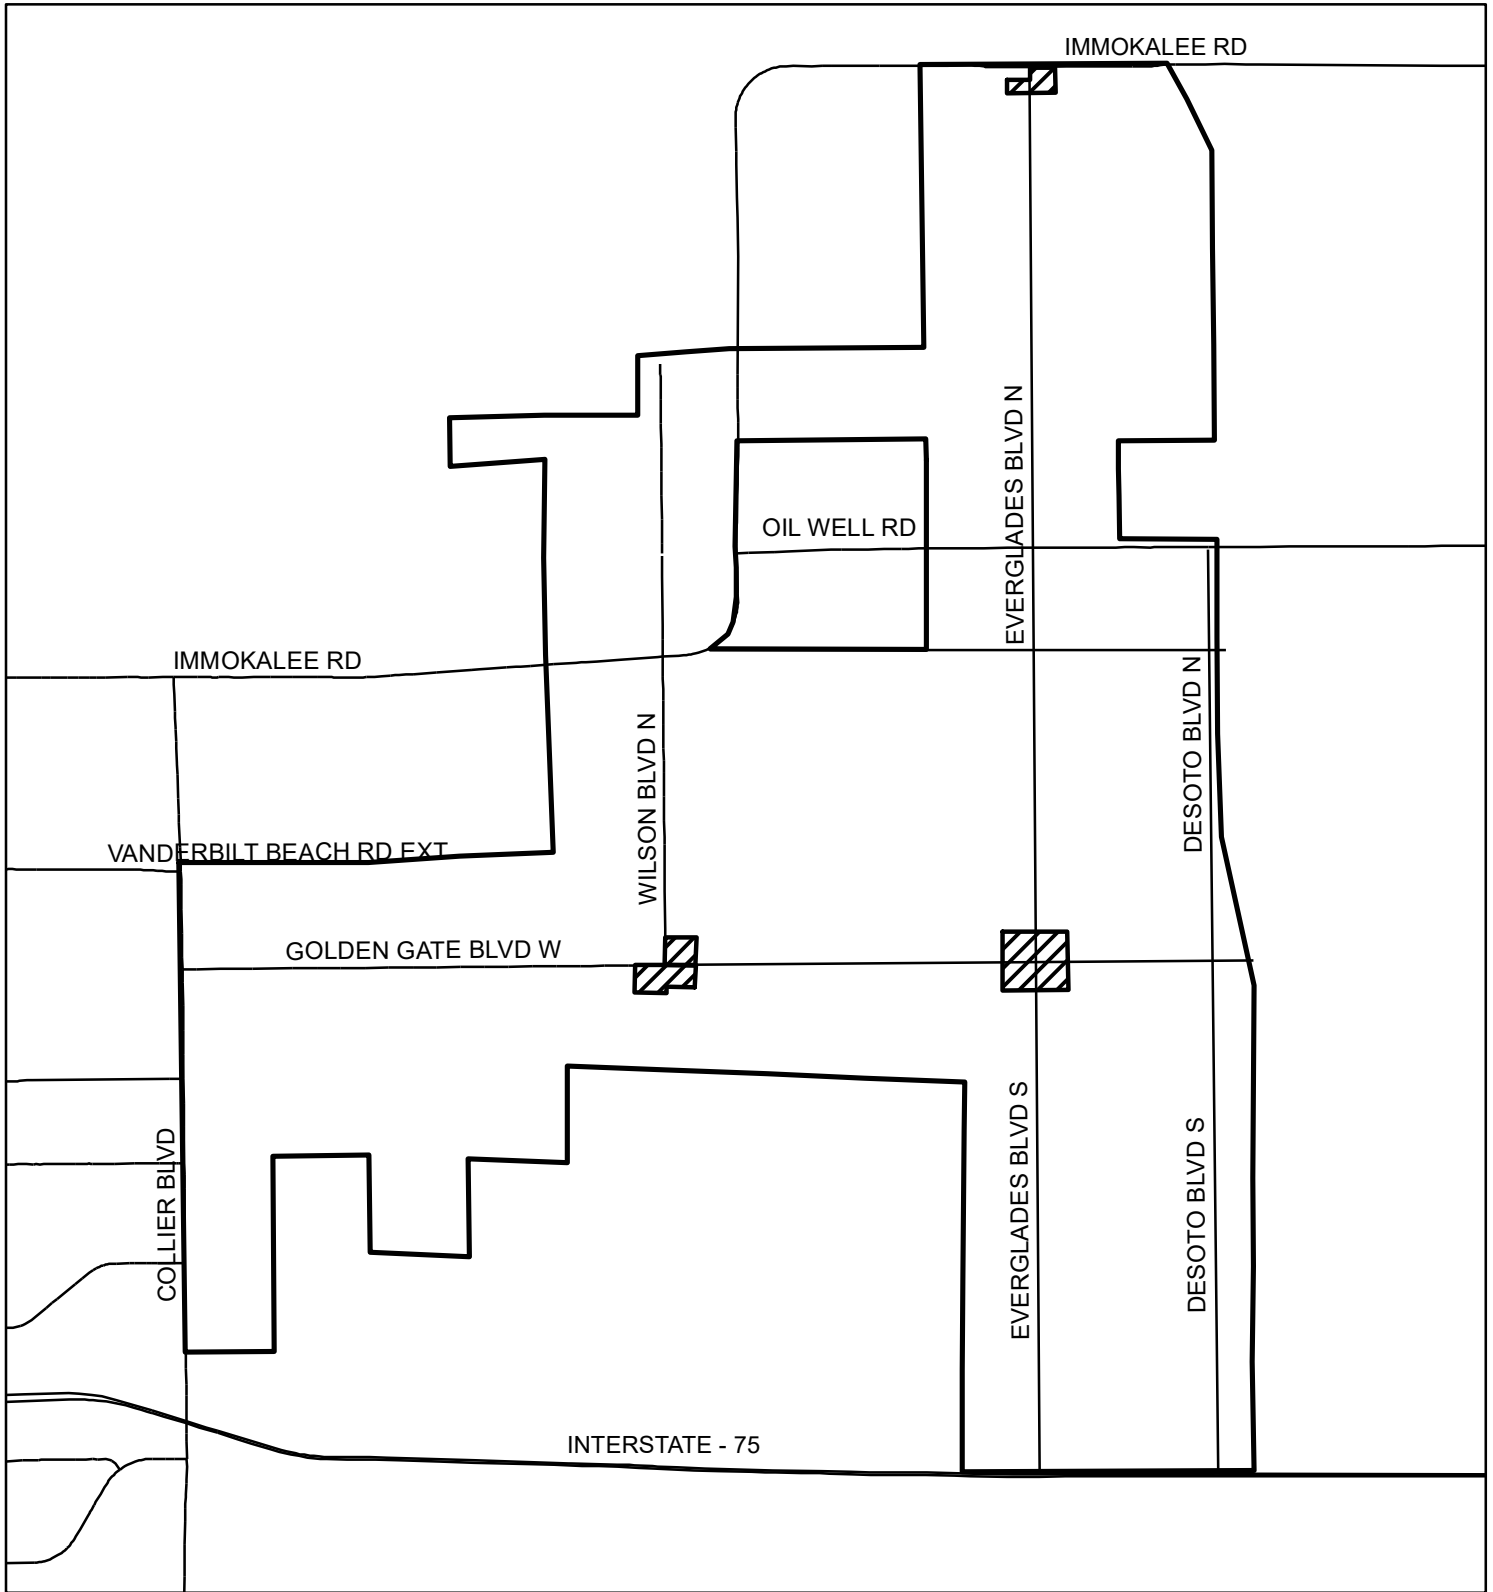 IMMOKALEE RD
EVERGLADES BLVD N
OIL WELL RD
IMMOKALEE RD
DESOTO BLVD N
WILSON BLVD N
VANDERBILT BEACH RD EXT
GOLDEN GATE BLVD W
EVERGLADES BLVD S
DESOTO BLVD S
COLLIER BLVD
INTERSTATE - 75